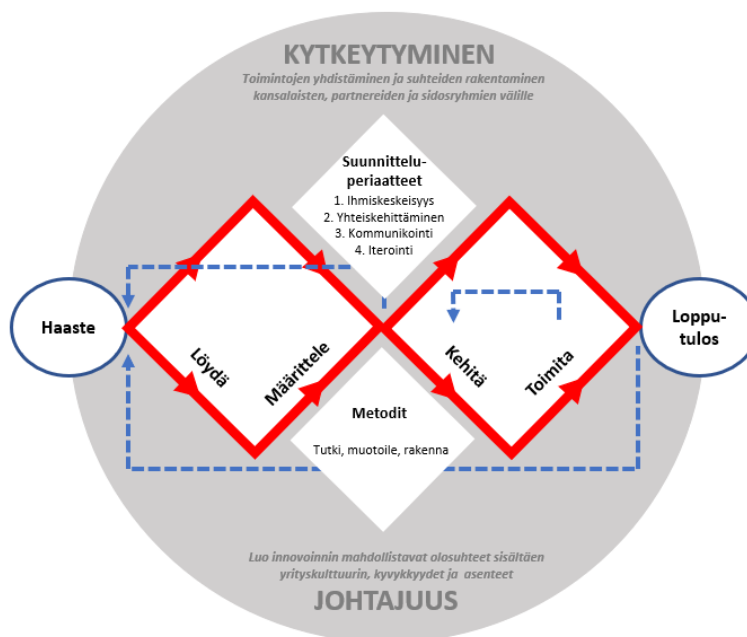 KYTKEYTYMINEN
Toimintojen yhdistäminen ja suhteiden rakentaminen
kansalaisten, partnereiden ja sidosryhmien välille
Suunnittelu-
periaatteet
1. Ihmiskeskeisyys
2. Yhteiskehittäminen
3. Kommunikointi
4. Iterointi
Haaste
Löydä
Määrittele
Kehitä
Toimita
Loppu-
tulos
Metodit
Tutki, muotoile, rakenna
Luo innovoinnin mahdollistavat olosuhteet sisältäen
yrityskulttuurin, kyvykkyydet ja asenteet
JOHTAJUUS